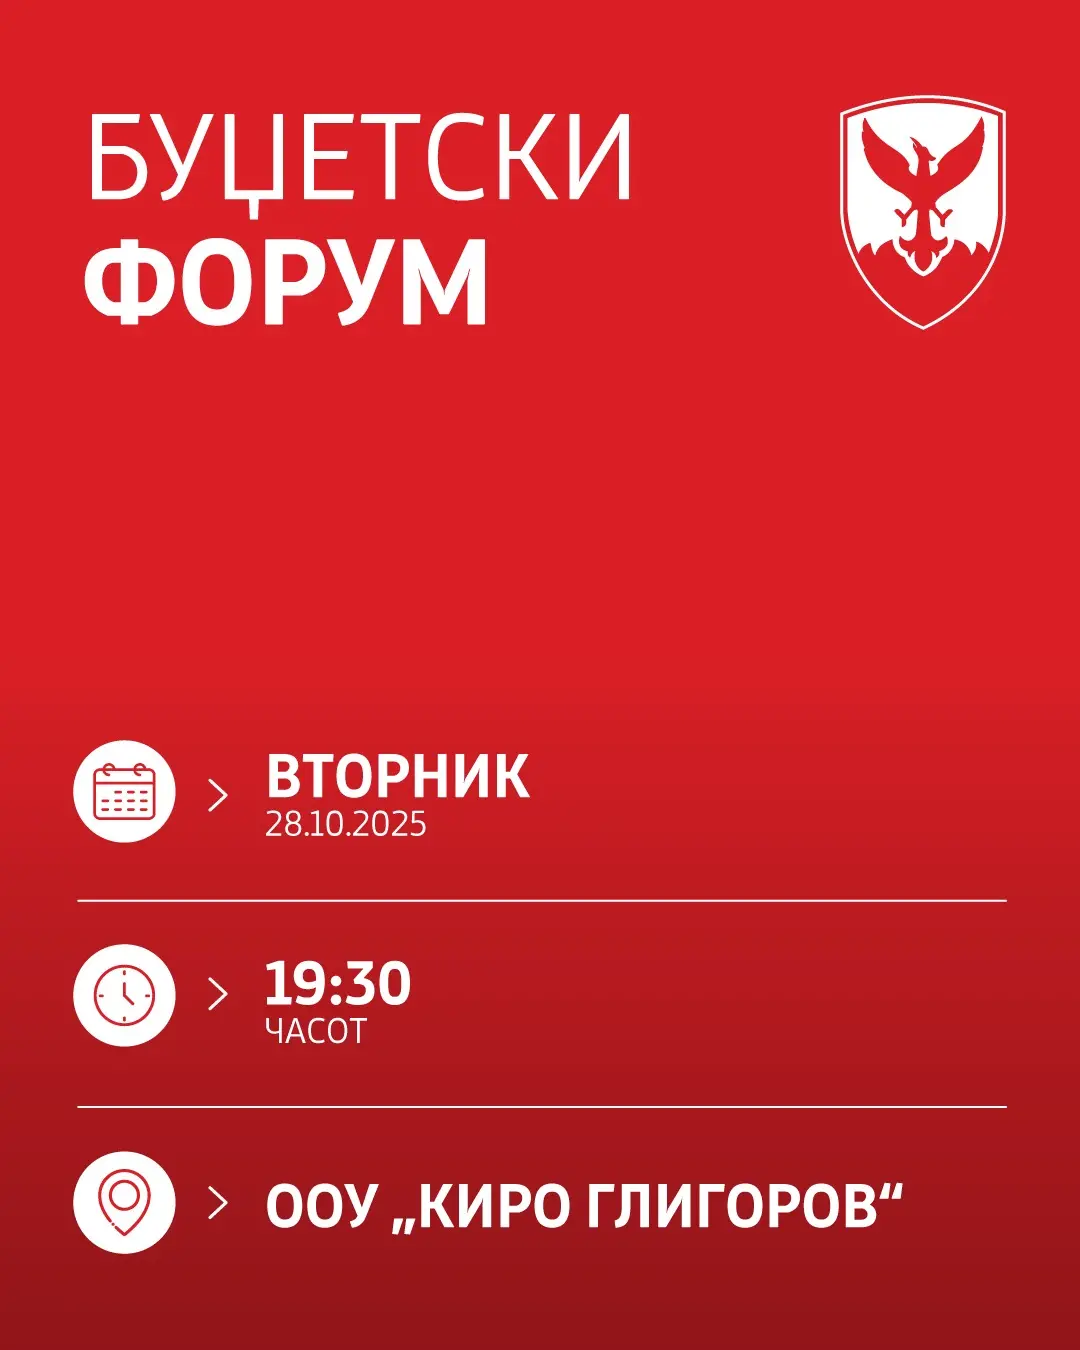 БУЏЕТСКИ
ФОРУМ
ВТОРНИК
28.10.2025
19:30
ЧАСОТ
ООУ „КИРО ГЛИГОРОВ“